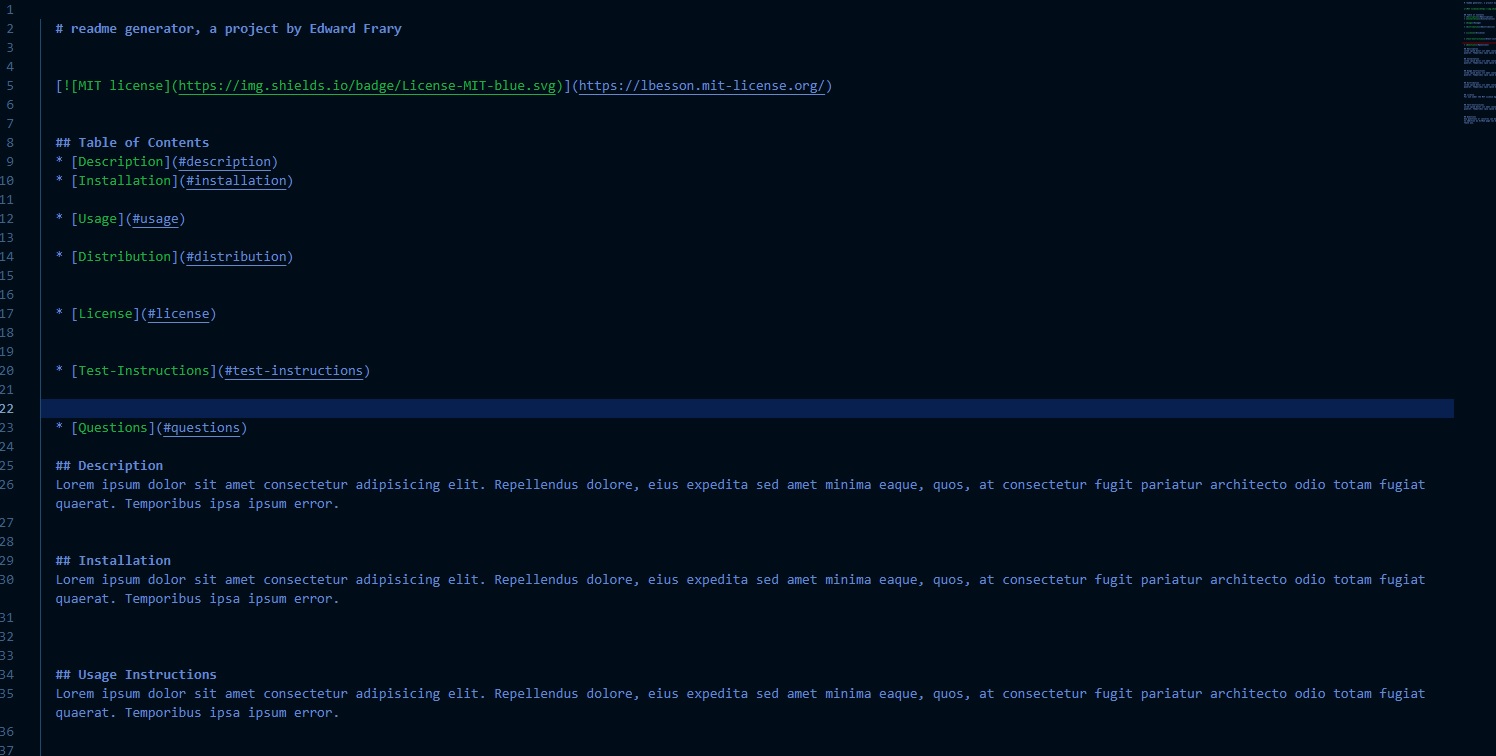 1
2 # readme generator, a project by Edward Frary
3
4
5 [![MIT license](https://img.shields.io/badge/License-MIT-blue.svg)](https://lbesson.mit-license.org/)
6
7
8 ## Table of Contents
9 * [Description](#description)
10 * [Installation](#installation)
11
12 * [Usage](#usage)
13
14 * [Distribution](#distribution)
15
16
17 * [License](#license)
18
19
20 * [Test-Instructions](#test-instructions)
21
22
23 * [Questions](#questions)
24
25 ## Description
26 Lorem ipsum dolor sit amet consectetur adipisicing elit. Repellendus dolore, eius expedita sed amet minima eaque, quos, at consectetur fugit pariatur architecto odio totam fugiat
quaerat. Temporibus ipsa ipsum error.
27
28
29 ## Installation
30 Lorem ipsum dolor sit amet consectetur adipisicing elit. Repellendus dolore, eius expedita sed amet minima eaque, quos, at consectetur fugit pariatur architecto odio totam fugiat
quaerat. Temporibus ipsa ipsum error.
31
32
33
34 ## Usage Instructions
35 Lorem ipsum dolor sit amet consectetur adipisicing elit. Repellendus dolore, eius expedita sed amet minima eaque, quos, at consectetur fugit pariatur architecto odio totam fugiat
quaerat. Temporibus ipsa ipsum error.
36
37